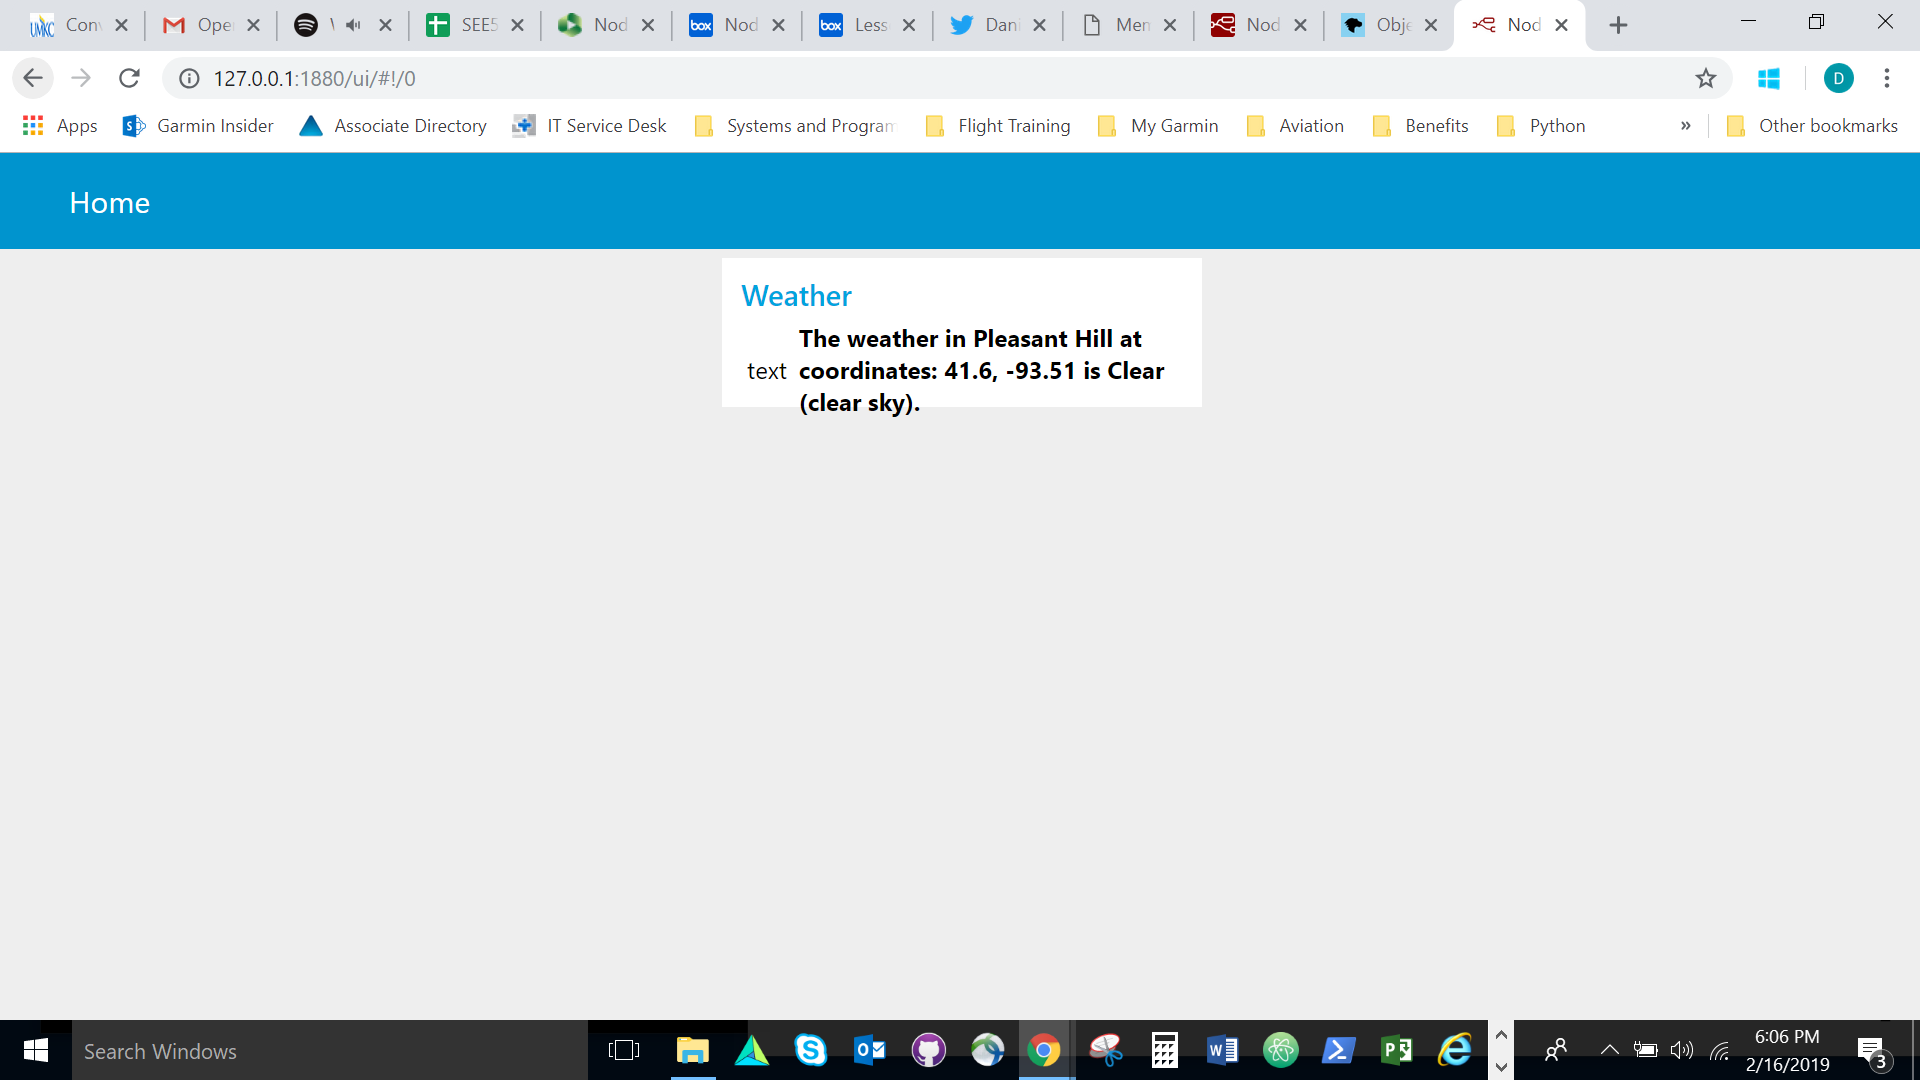 Con
Ope
SEE5
Nod
box Nod
box Less
Dani
Men
Nod
Obje
Nod
127.0.0.1:1880/ui/#!/0
D
Apps
Garmin Insider
Associate Directory
IT Service Desk
Systems and Program
Flight Training
My Garmin
Aviation
Benefits
Python
»
Other bookmarks
Home
Weather
text
The weather in Pleasant Hill at
coordinates: 41.6, -93.51 is Clear
(clear sky).
Search Windows
6:06 PM
2/16/2019
3